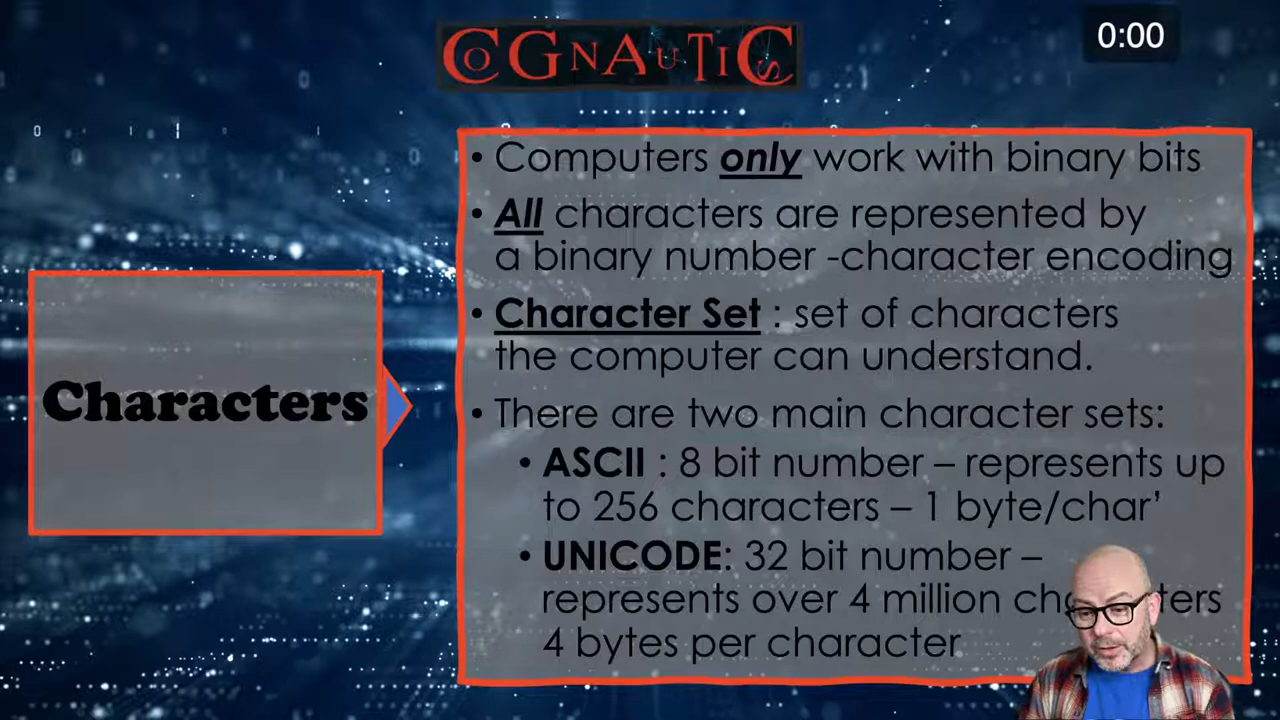 COGNAUTICS
0:00
• Computers only work with binary bits
• All characters are represented by
a binary number -character encoding
• Character Set : set of characters
the computer can understand.
Characters
• There are two main character sets:
• ASCII : 8 bit number – represents up
to 256 characters – 1 byte/char’
• UNICODE: 32 bit number –
represents over 4 million
4 bytes per character